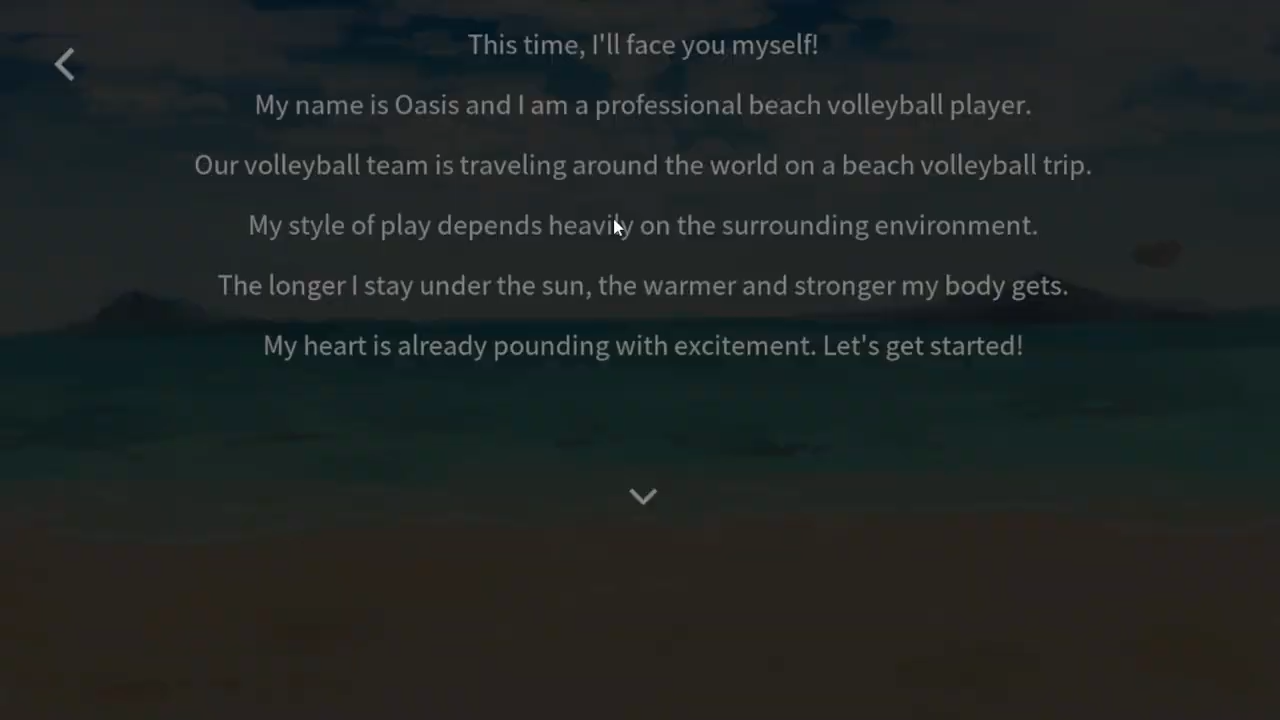 This time, I'll face you myself!
My name is Oasis and I am a professional beach volleyball player.
Our volleyball team is traveling around the world on a beach volleyball trip.
My style of play depends heavily on the surrounding environment.
The longer I stay under the sun, the warmer and stronger my body gets.
My heart is already pounding with excitement. Let's get started!